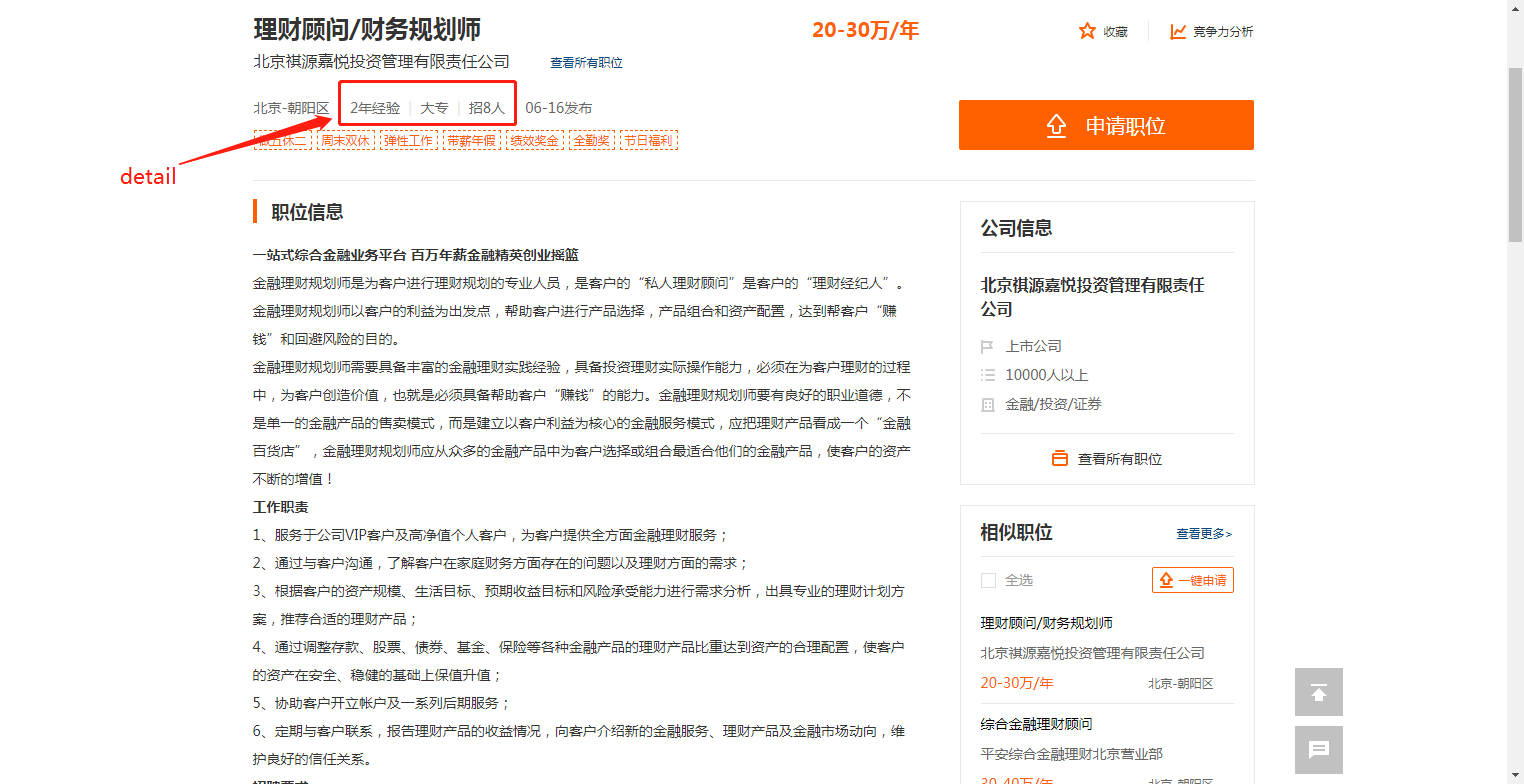 理财顾问/财务规划师
20-30万/年
收藏
竞争力分析
北京祺源嘉悦投资管理有限责任公司 查看所有职位
北京-朝阳区 2年经验 大专 招8人 06-16发布
申请职位
五休二 周末双休 弹性工作 带薪年假 绩效奖金 全勤奖 节日福利
detail
职位信息
一站式综合金融业务平台 百万年薪金融精英创业摇篮
金融理财规划师是为客户进行理财规划的专业人员，是客户的“私人理财顾问”是客户的“理财经纪人”。
金融理财规划师以客户的利益为出发点，帮助客户进行产品选择，产品组合和资产配置，达到帮客户“赚
钱”和回避风险的目的。
金融理财规划师需要具备丰富的金融理财实践经验，具备投资理财实际操作能力，必须在为客户理财的过程
中，为客户创造价值，也就是必须具备帮助客户“赚钱”的能力。金融理财规划师要有良好的职业道德，不
是单一的金融产品的售卖模式，而是建立以客户利益为核心的金融服务模式，应把理财产品看成一个“金融
百货店”，金融理财规划师应从众多的金融产品中为客户选择或组合最适合他们的金融产品，使客户的资产
不断的增值！
工作职责
1、服务于公司VIP客户及高净值个人客户，为客户提供全方面金融理财服务；
2、通过与客户沟通，了解客户在家庭财务方面存在的问题以及理财方面的需求；
3、根据客户的资产规模、生活目标、预期收益目标和风险承受能力进行需求分析，出具专业的理财计划方
案，推荐合适的理财产品；
4、通过调整存款、股票、债券、基金、保险等各种金融产品的理财产品比重达到资产的合理配置，使客户
的资产在安全、稳健的基础上保值升值；
5、协助客户开立帐户及一系列后期服务；
6、定期与客户联系，报告理财产品的收益情况，向客户介绍新的金融服务、理财产品及金融市场动向，维
护良好的信任关系。
公司信息
北京祺源嘉悦投资管理有限责任
公司
上市公司
10000人以上
金融/投资/证券
查看所有职位
相似职位 查看更多>
全选 一键申请
理财顾问/财务规划师
北京祺源嘉悦投资管理有限责任公司
20-30万/年 北京-朝阳区
综合金融理财顾问
平安综合金融理财北京营业部
30-40万/年 北京-朝阳区